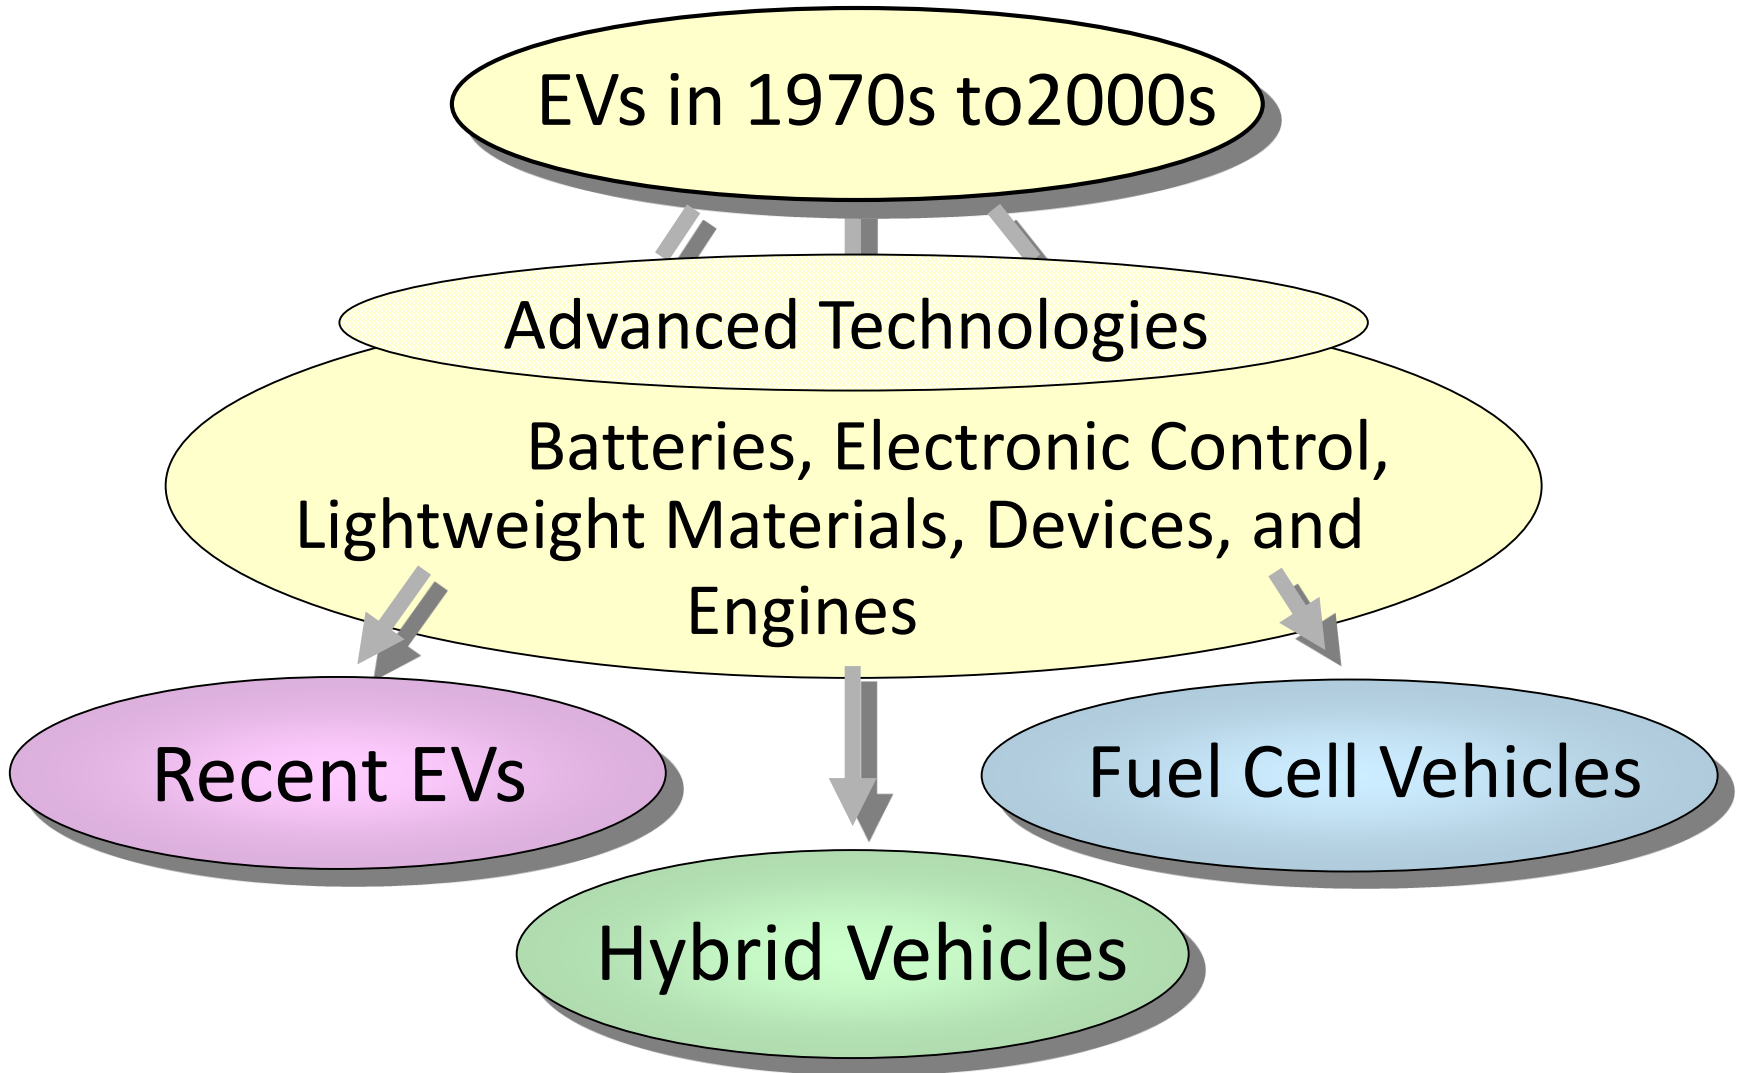 EVs in 1970s to2000s
Advanced Technologies
Batteries, Electronic Control,
Lightweight Materials, Devices, and
Engines
Recent EVs
Fuel Cell Vehicles
Hybrid Vehicles